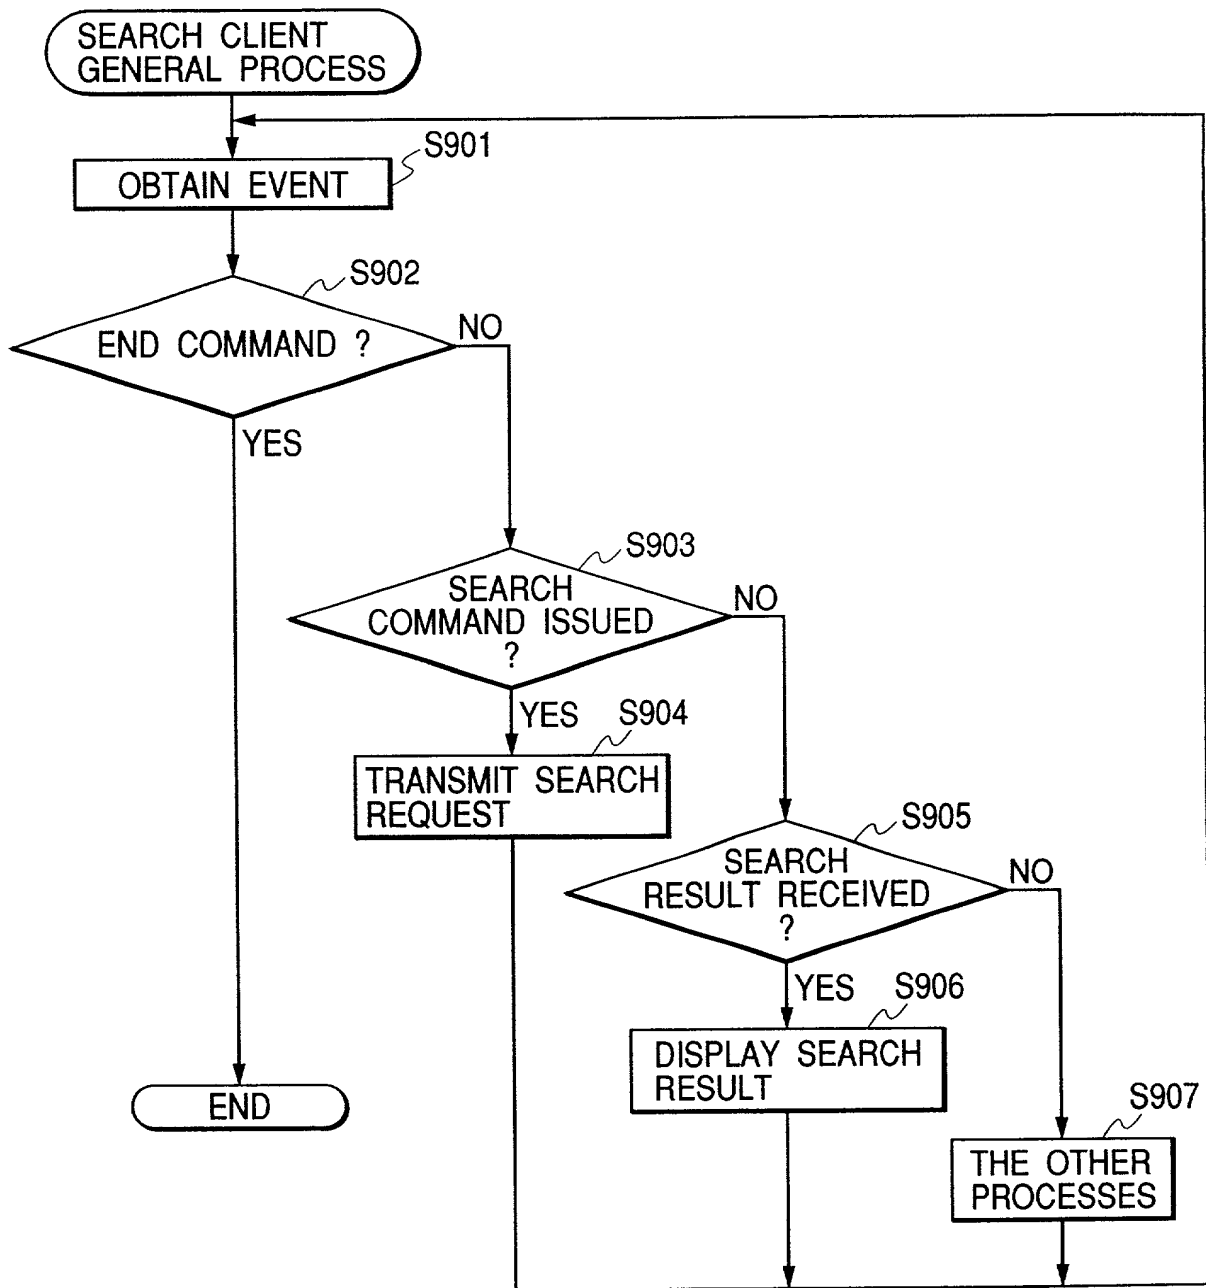 SEARCH CLIENT
GENERAL PROCESS
S901
OBTAIN EVENT
S902
END COMMAND ?
NO
YES
S903
SEARCH
COMMAND ISSUED
?
NO
YES
S904
TRANSMIT SEARCH
REQUEST
S905
SEARCH
RESULT RECEIVED
?
NO
YES
S906
DISPLAY SEARCH
RESULT
END
S907
THE OTHER
PROCESSES